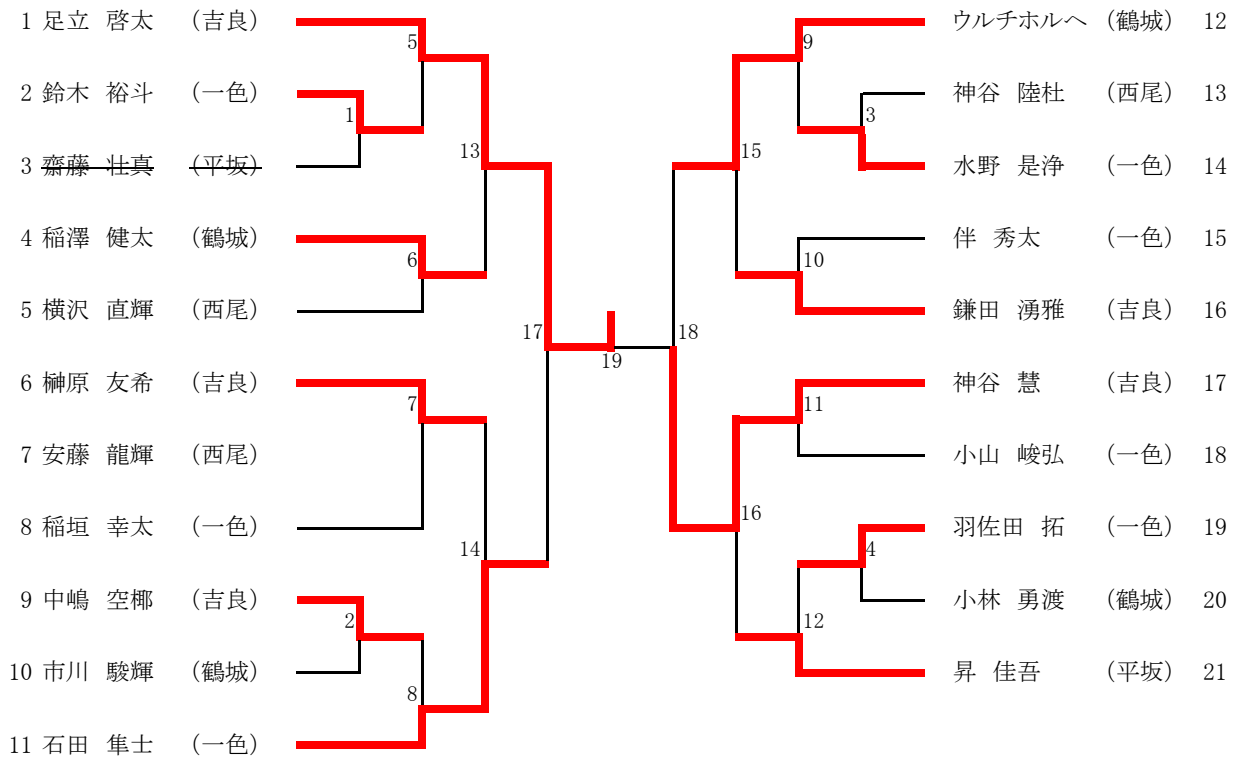 1 足立 啓太 (吉良)
2 鈴木 裕斗 (一色)
3 齋藤 壮真 (平坂)
4 稲澤 健太 (鶴城)
5 横沢 直輝 (西尾)
6 榊原 友希 (吉良)
7 安藤 龍輝 (西尾)
8 稲垣 幸太 (一色)
9 中嶋 空椰 (吉良)
10 市川 駿輝 (鶴城)
11 石田 隼士 (一色)
5
1
13
6
17
7
14
2
8
19
9
3
15
10
18
11
16
4
12
ウルチホルヘ (鶴城) 12
神谷 陸杜 (西尾) 13
水野 是浄 (一色) 14
伴 秀太 (一色) 15
鎌田 湧雅 (吉良) 16
神谷 慧 (吉良) 17
小山 峻弘 (一色) 18
羽佐田 拓 (一色) 19
小林 勇渡 (鶴城) 20
昇 佳吾 (平坂) 21